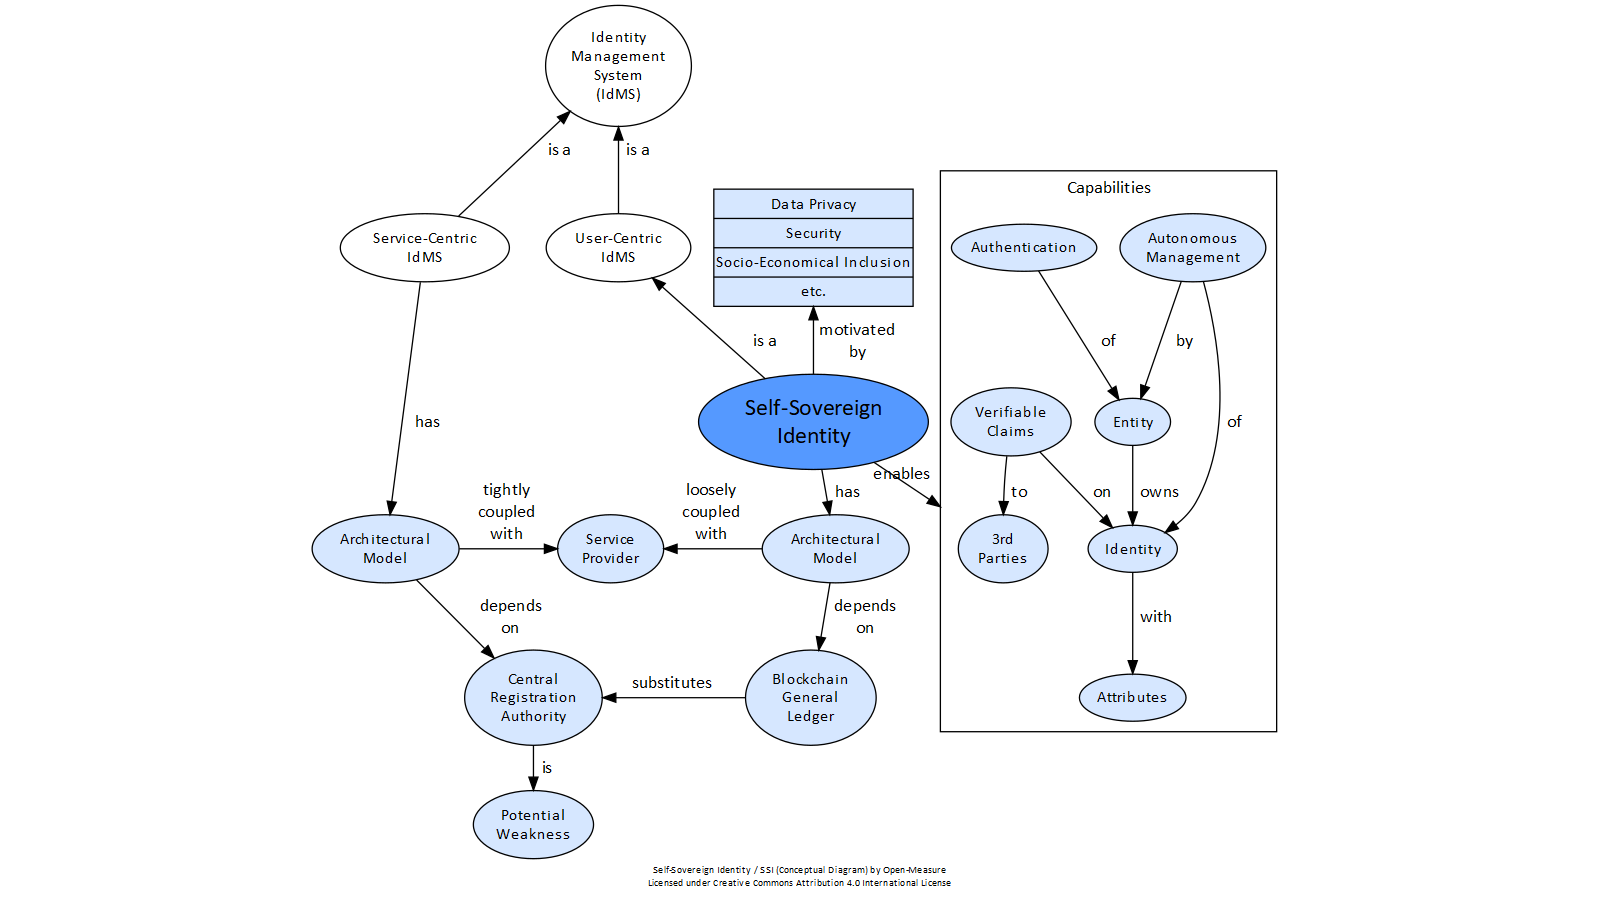 Identity
Management
System
(IdMS)
is a
is a
Capabilities
Data Privacy
Security
Socio-Economical Inclusion
etc.
Service-Centric
IdMS
User-Centric
IdMS
Authentication
Autonomous
Management
motivated
by
is a
of
by
Self-Sovereign
Identity
has
Verifiable
Claims
Entity
of
enables
tightly
coupled
with
loosely
coupled
with
has
to
on
owns
Architectural
Model
Service
Provider
Architectural
Model
3rd
Parties
Identity
depends
on
depends
on
with
Central
Registration
Authority
substitutes
Blockchain
General
Ledger
Attributes
is
Potential
Weakness
Self-Sovereign Identity / SSI (Conceptual Diagram) by Open-Measure
Licensed under Creative Commons Attribution 4.0 International License